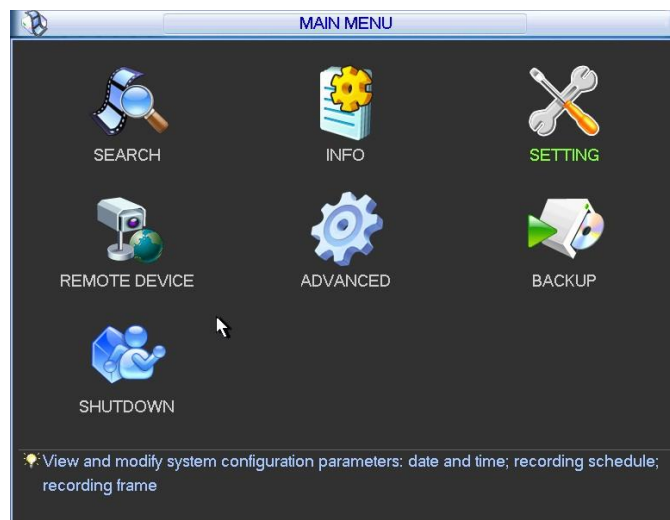 MAIN MENU
SEARCH
INFO
SETTING
REMOTE DEVICE
ADVANCED
BACKUP
SHUTDOWN
View and modify system configuration parameters: date and time; recording schedule;
recording frame